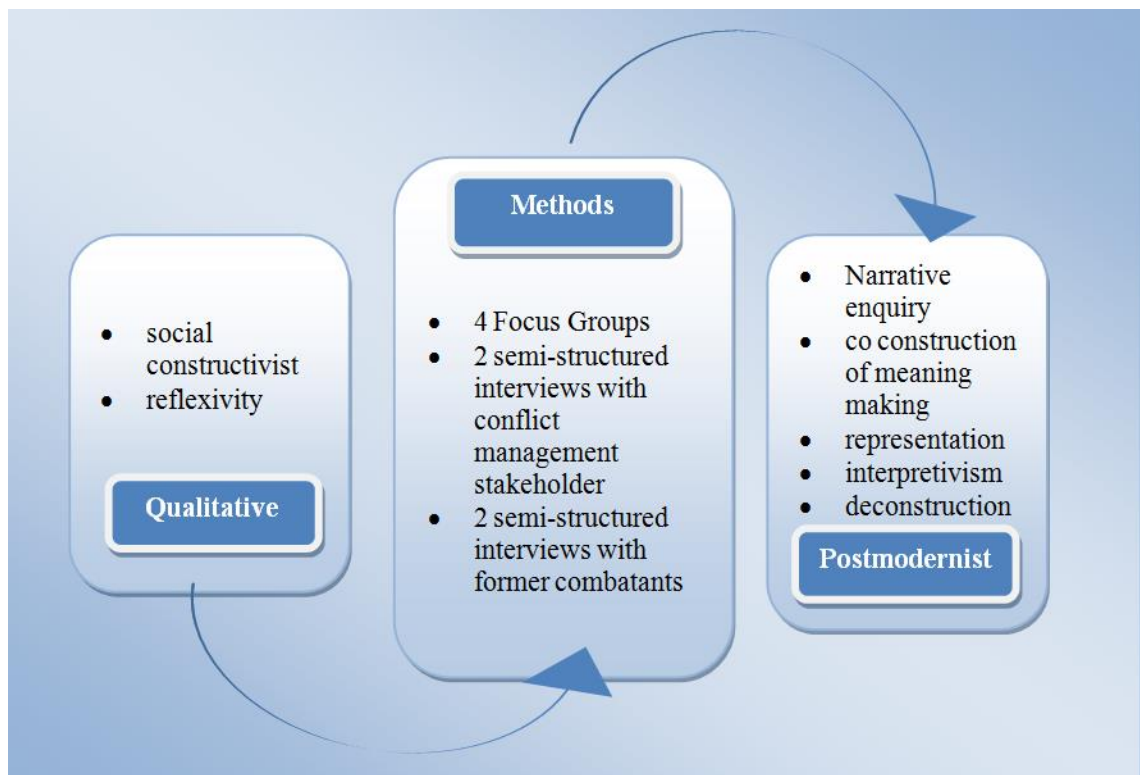 • social
constructivist
• reflexivity
Qualitative
Methods
• 4 Focus Groups
• 2 semi-structured
interviews with
conflict
management
stakeholder
• 2 semi-structured
interviews with
former combatants
• Narrative
enquiry
• co construction
of meaning
making
• representation
• interpretivism
• deconstruction
Postmodernist